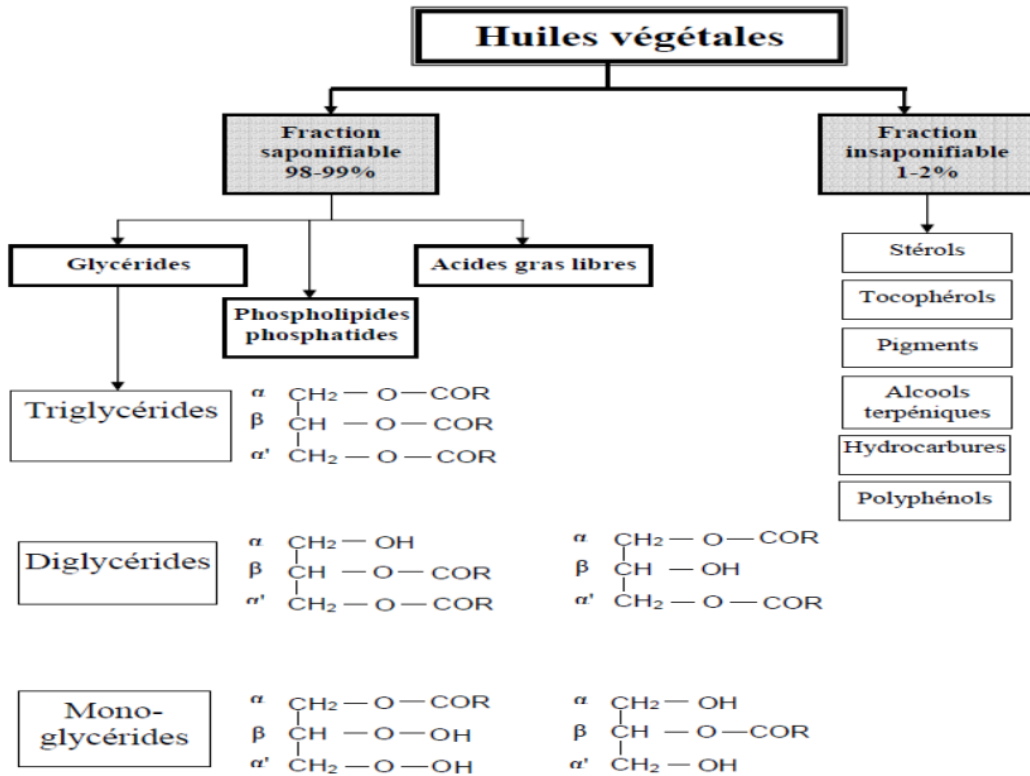 Huiles végétales
Fraction
saponifiable
98-99%
Fraction
insaponifiable
1-2%
Glycérides
Phospholipides
phosphatides
Acides gras libres
Stérols
Tocophérols
Pigments
Alcools
terpéniques
Hydrocarbures
Polyphénols
Triglycérides
α CH₂ — O — COR
β CH — O — COR
α' CH₂ — O — COR
Diglycérides
α CH₂ — OH
β CH — O — COR
α' CH₂ — O — COR
α CH₂ — O — COR
β CH — OH
α' CH₂ — O — COR
Mono-
glycérides
α CH₂ — O — COR
β CH — O — OH
α' CH₂ — O — OH
α CH₂ — OH
β CH — O — COR
α' CH₂ — OH